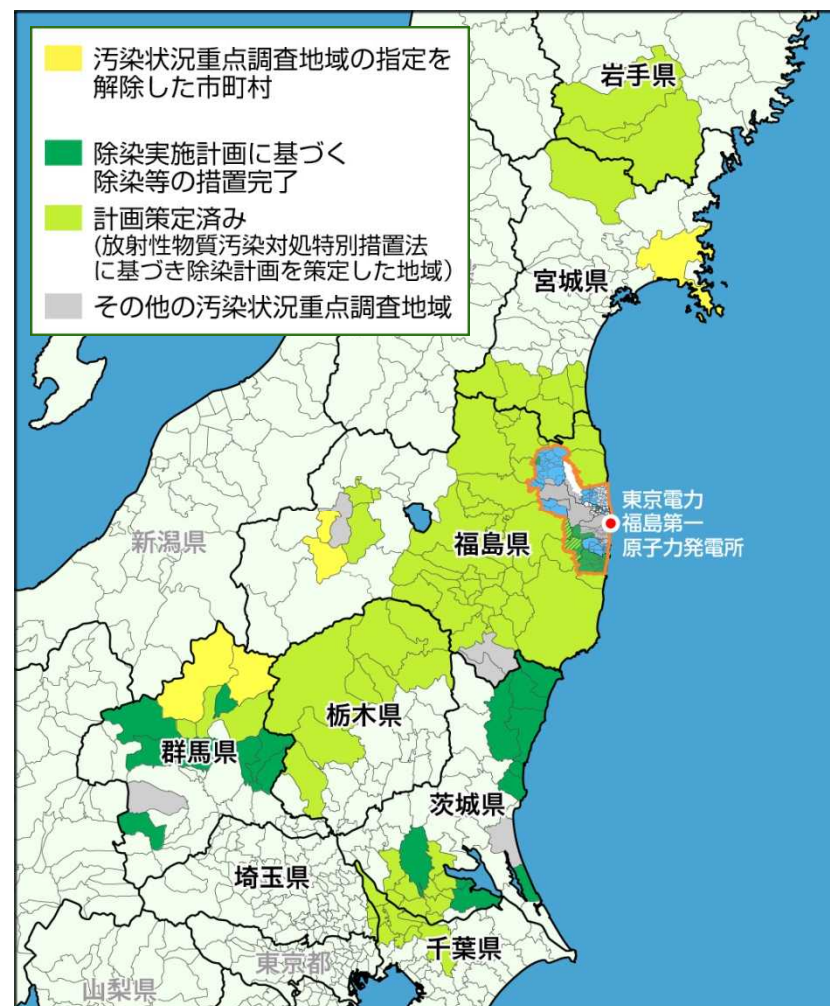 汚染状況重点調査地域の指定を
解除した市町村
除染実施計画に基づく
除染等の措置完了
計画策定済み
(放射性物質汚染対処特別措置法
に基づき除染計画を策定した地域)
その他の汚染状況重点調査地域
岩手県
宮城県
東京電力
福島第一
原子力発電所
福島県
新潟県
栃木県
群馬県
茨城県
埼玉県
千葉県
東京都
山梨県